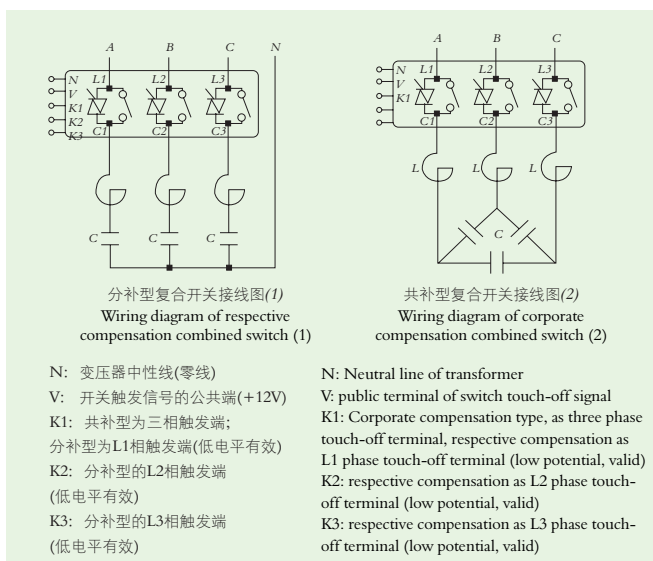 A B C N
N L1 L2 L3
V
K1
K2
K3 C1 C2 C3
C C C
A B C
N L1 L2 L3
V
K1
C1 C2 C3
L L L
C
分补型复合开关接线图(1)
Wiring diagram of respective
compensation combined switch (1)
共补型复合开关接线图(2)
Wiring diagram of corporate
compensation combined switch (2)
N: 变压器中性线(零线)
V: 开关触发信号的公共端(+12V)
K1: 共补型为三相触发端;
分补型为L1相触发端(低电平有效)
K2: 分补型的L2相触发端
(低电平有效)
K3: 分补型的L3相触发端
(低电平有效)
N: Neutral line of transformer
V: public terminal of switch touch-off signal
K1: Corporate compensation type, as three phase
touch-off terminal, respective compensation as
L1 phase touch-off terminal (low potential, valid)
K2: respective compensation as L2 phase touch-
off terminal (low potential, valid)
K3: respective compensation as L3 phase touch-
off terminal (low potential, valid)